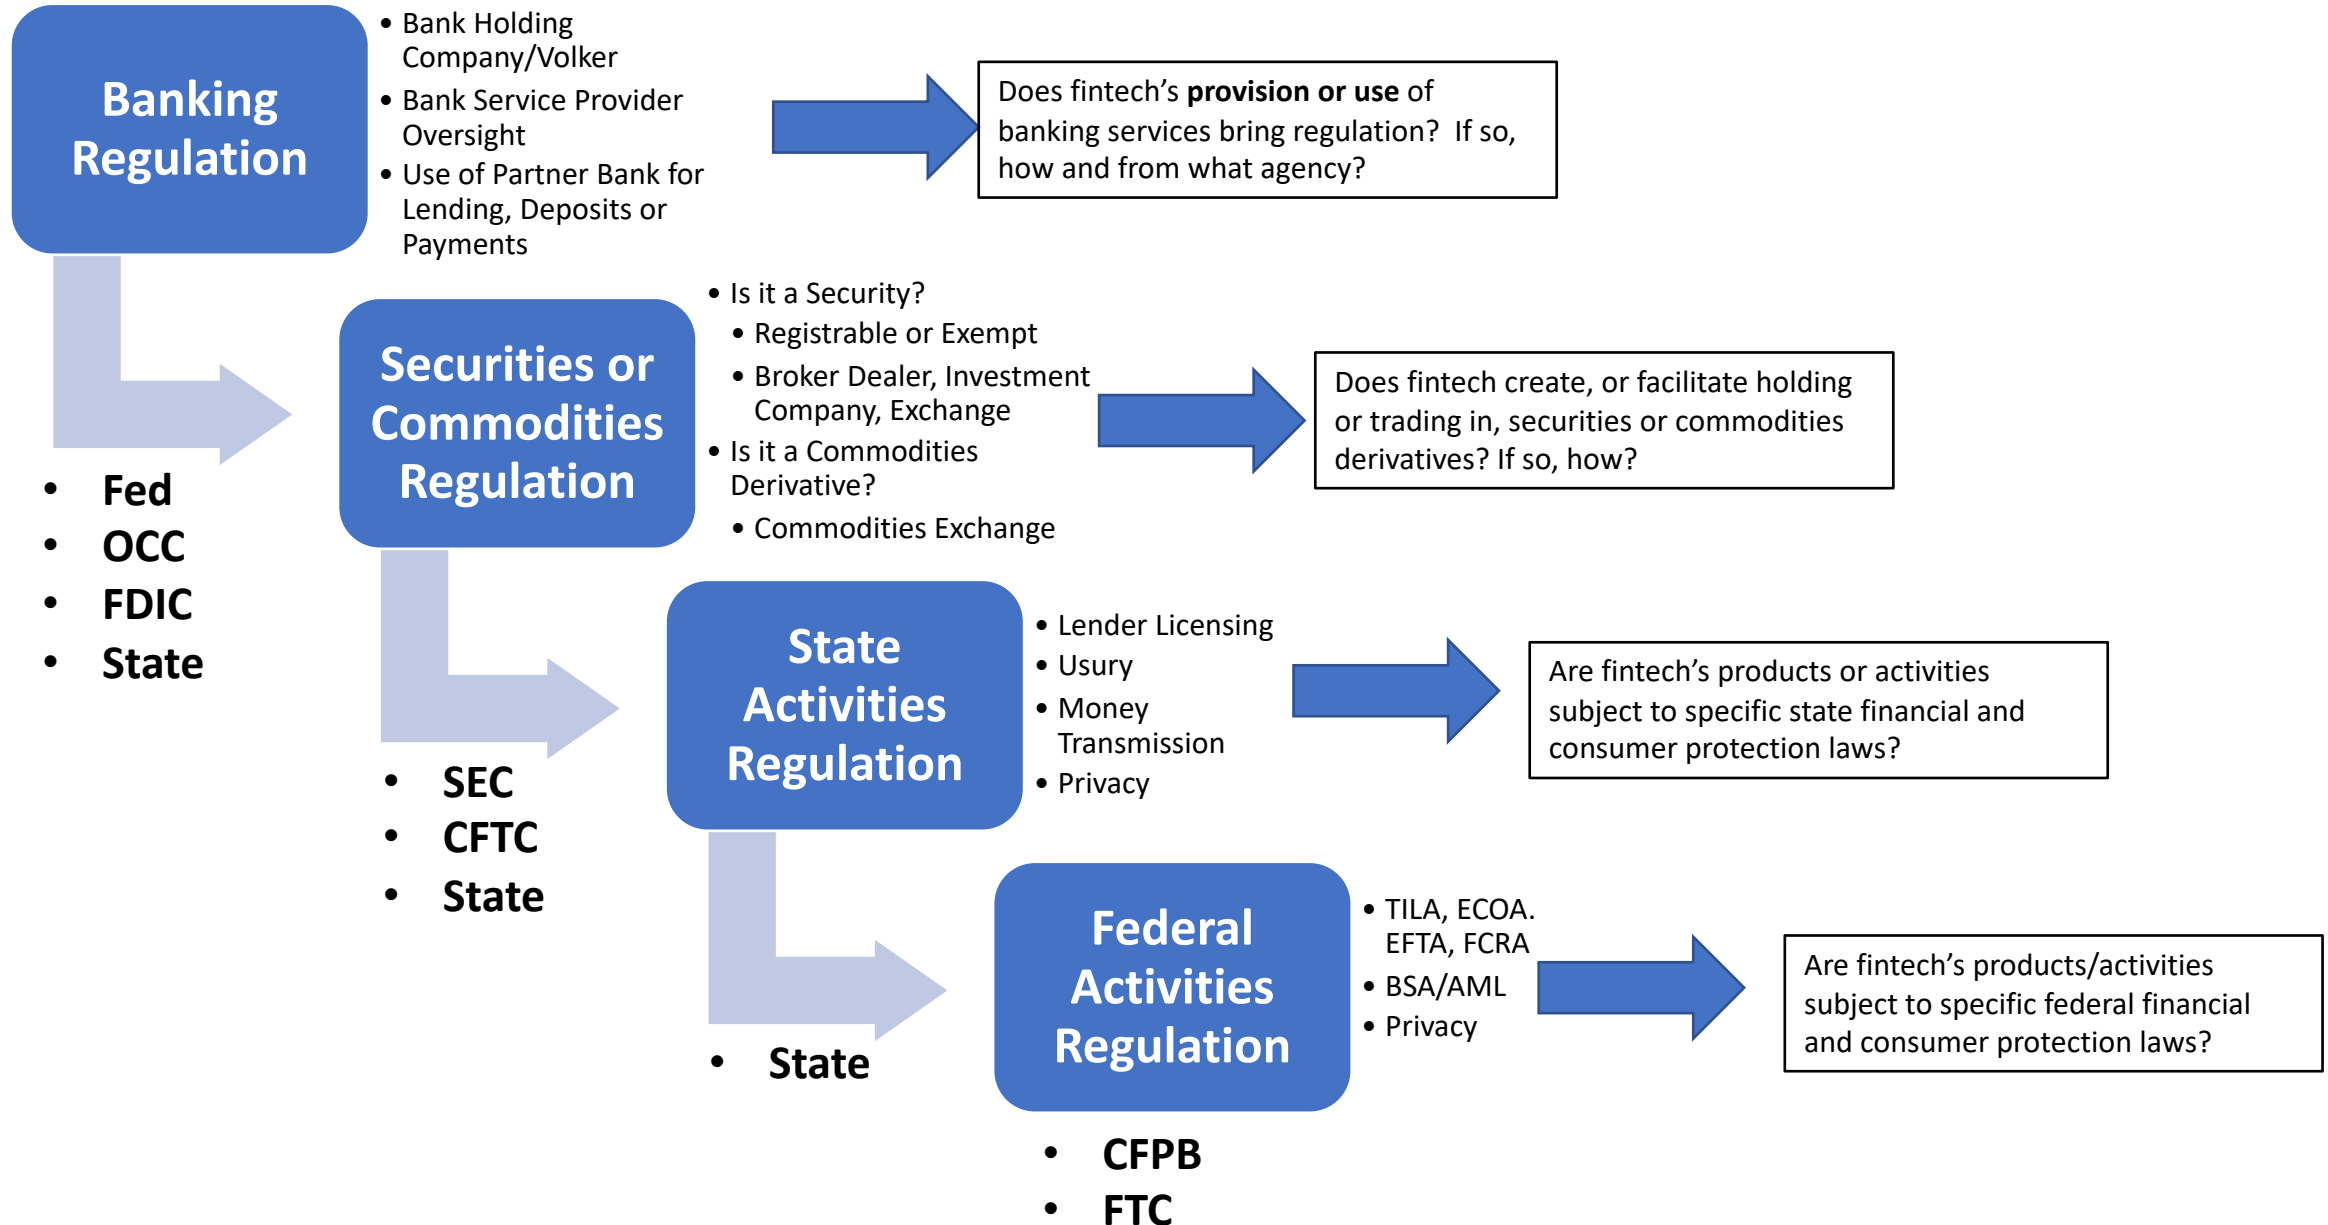 Banking
Regulation
• Bank Holding
Company/Volker
• Bank Service Provider
Oversight
• Use of Partner Bank for
Lending, Deposits or
Payments
Does fintech’s provision or use of
banking services bring regulation?  If so,
how and from what agency?
• Fed
• OCC
• FDIC
• State
Securities or
Commodities
Regulation
• Is it a Security?
• Registrable or Exempt
• Broker Dealer, Investment
Company, Exchange
• Is it a Commodities
Derivative?
• Commodities Exchange
Does fintech create, or facilitate holding
or trading in, securities or commodities
derivatives? If so, how?
• SEC
• CFTC
• State
State
Activities
Regulation
• Lender Licensing
• Usury
• Money
Transmission
• Privacy
Are fintech’s products or activities
subject to specific state financial and
consumer protection laws?
• State
Federal
Activities
Regulation
• TILA, ECOA.
EFTA, FCRA
• BSA/AML
• Privacy
Are fintech’s products/activities
subject to specific federal financial
and consumer protection laws?
• CFPB
• FTC